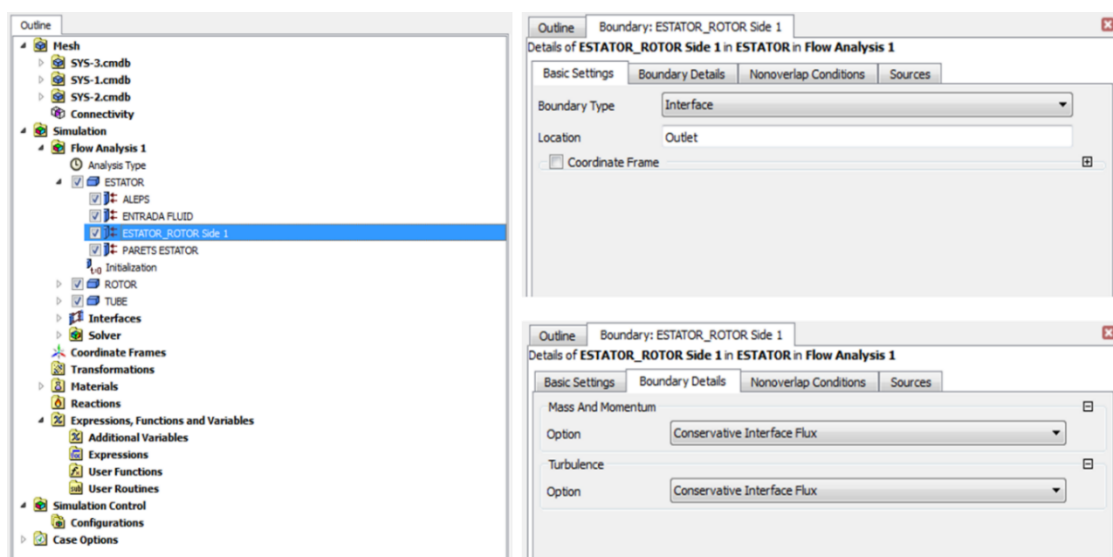 Outline
Mesh
SYS-3.cmdb
SYS-1.cmdb
SYS-2.cmdb
Connectivity
Simulation
Flow Analysis 1
Analysis Type
ESTATOR
ALEPS
ENTRADA FLUID
ESTATOR_ROTOR Side 1
PARETS ESTATOR
t=0 Initialization
ROTOR
TUBE
Interfaces
Solver
Coordinate Frames
Transformations
Materials
Reactions
Expressions, Functions and Variables
Additional Variables
Expressions
User Functions
sub User Routines
Simulation Control
Configurations
Case Options
Outline Boundary: ESTATOR_ROTOR Side 1
Details of ESTATOR_ROTOR Side 1 in ESTATOR in Flow Analysis 1
Basic Settings Boundary Details Nonoverlap Conditions Sources
Boundary Type Interface
Location Outlet
Coordinate Frame
Outline Boundary: ESTATOR_ROTOR Side 1
Details of ESTATOR_ROTOR Side 1 in ESTATOR in Flow Analysis 1
Basic Settings Boundary Details Nonoverlap Conditions Sources
Mass And Momentum
Option Conservative Interface Flux
Turbulence
Option Conservative Interface Flux